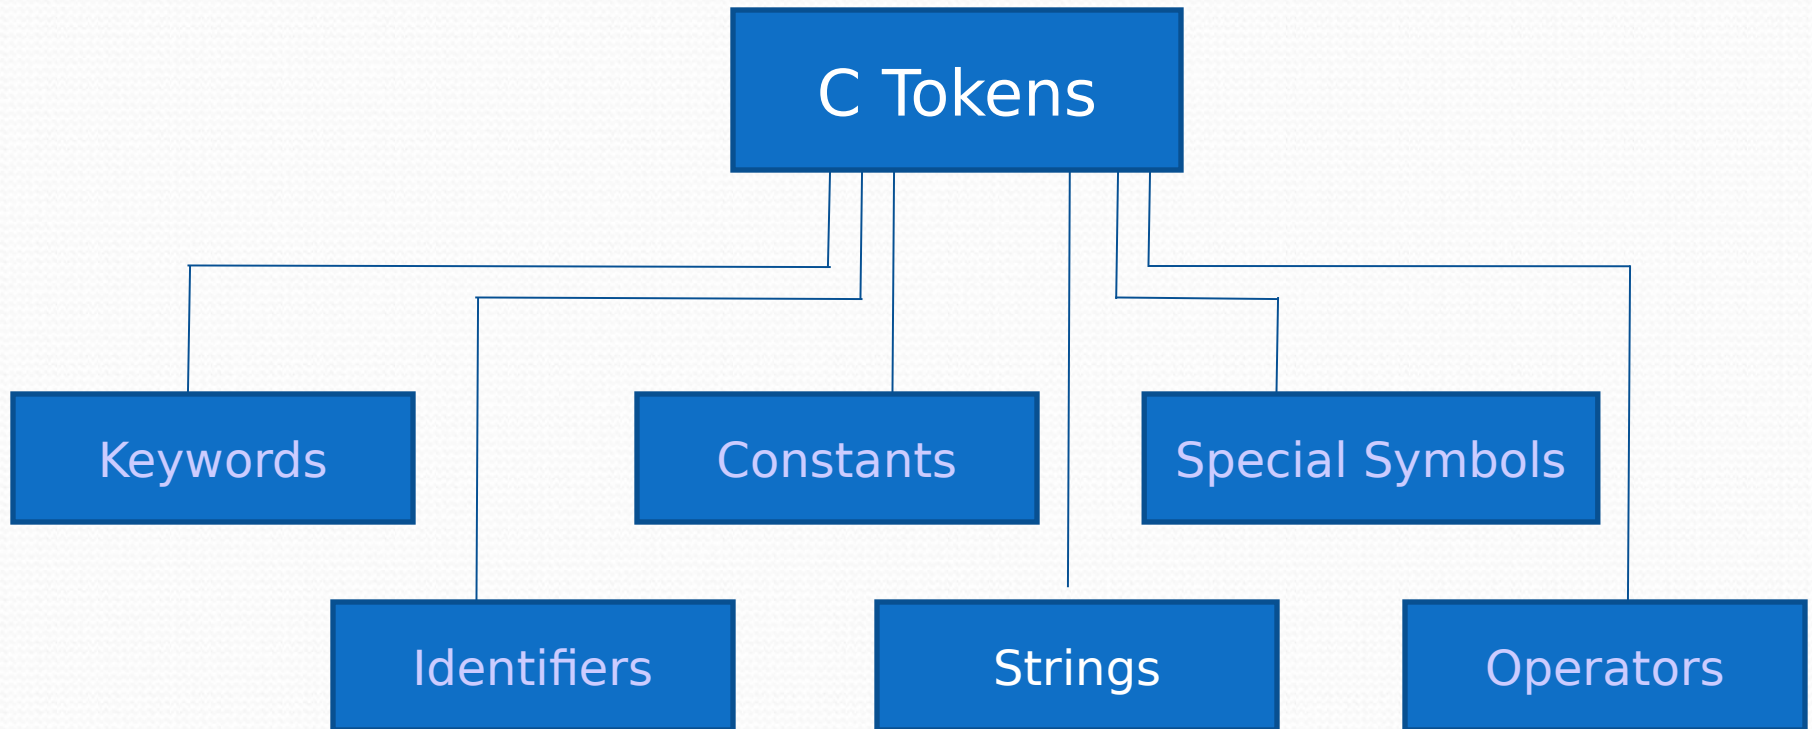 C Tokens
Keywords
Constants
Special Symbols
Identifiers
Strings
Operators